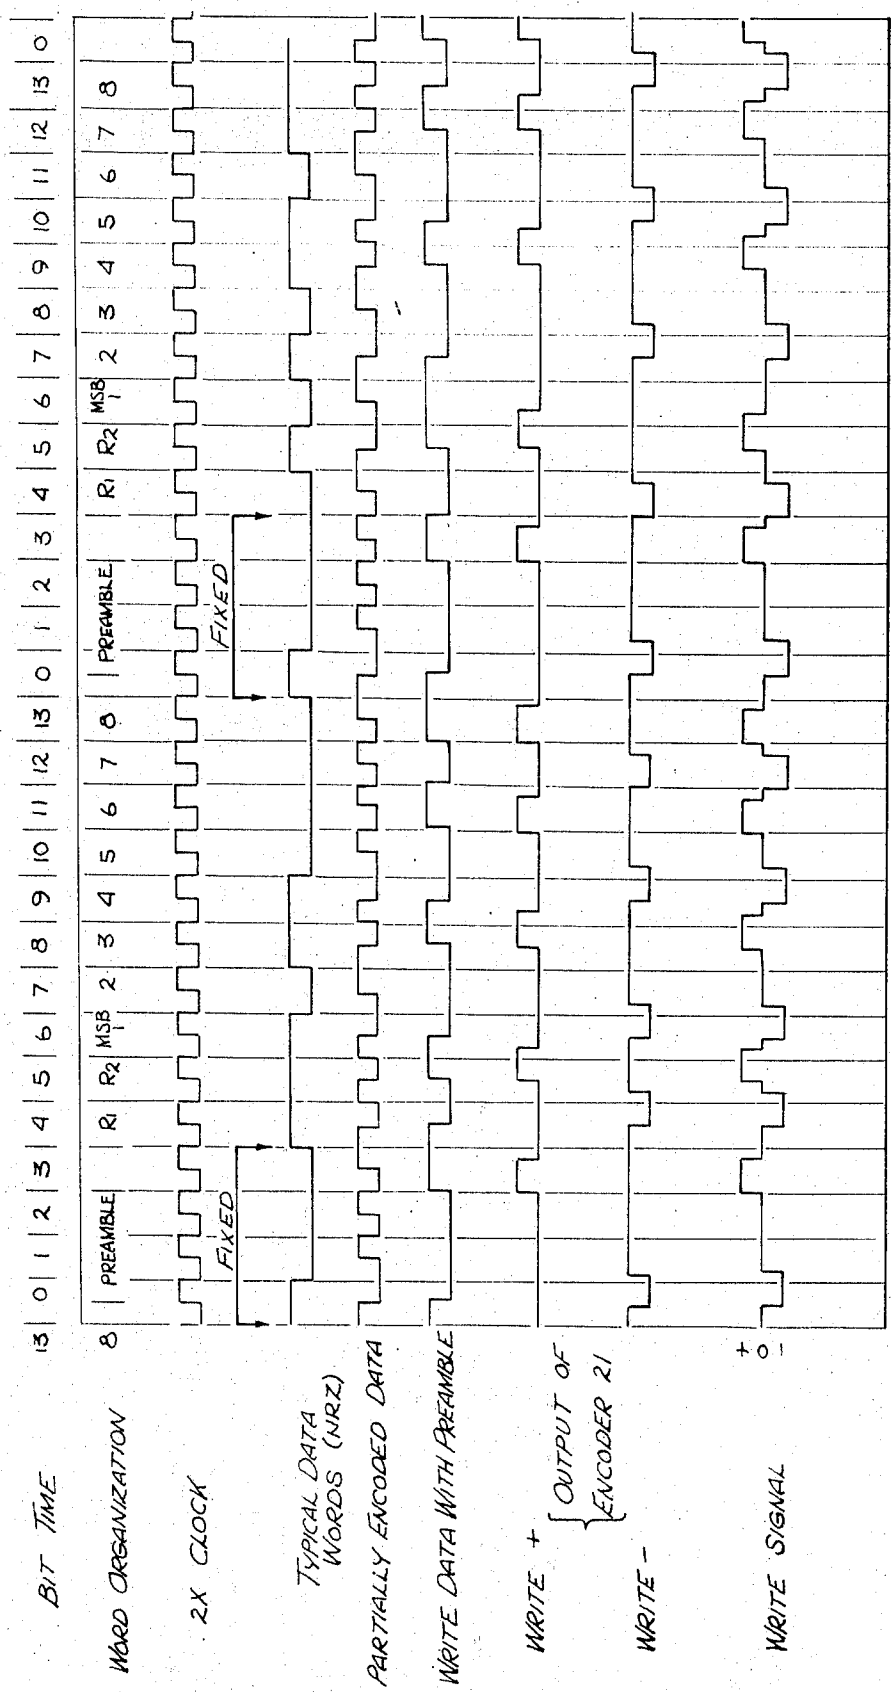 BIT TIME 13 | 0 | 1 | 2 | 3 | 4 | 5 | 6 | 7 | 8 | 9 | 10 | 11 | 12 | 13 | 0 | 1 | 2 | 3 | 4 | 5 | 6 | 7 | 8 | 9 | 10 | 11 | 12 | 13 | 0 |
WORD ORGANIZATION 8 | PREAMBLE | R1 | R2 | MSB 1 | 2 | 3 | 4 | 5 | 6 | 7 | 8 | PREAMBLE | R1 | R2 | MSB 1 | 2 | 3 | 4 | 5 | 6 | 7 | 8
2X CLOCK
FIXED FIXED
TYPICAL DATA
WORDS (NRZ)
PARTIALLY ENCODED DATA
WRITE DATA WITH PREAMBLE
WRITE +
OUTPUT OF
ENCODER 21
WRITE -
WRITE SIGNAL
+
0
-